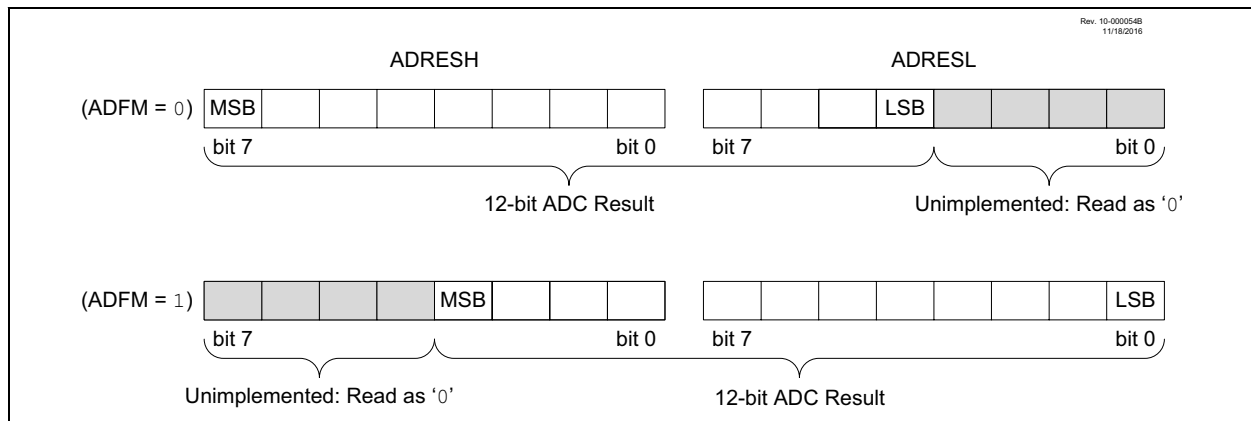 Rev. 10-000054B
11/18/2016
ADRESH ADRESL
(ADFM = 0) MSB LSB
bit 7 bit 0 bit 7 bit 0
12-bit ADC Result Unimplemented: Read as ‘0’
(ADFM = 1) MSB LSB
bit 7 bit 0 bit 7 bit 0
Unimplemented: Read as ‘0’ 12-bit ADC Result